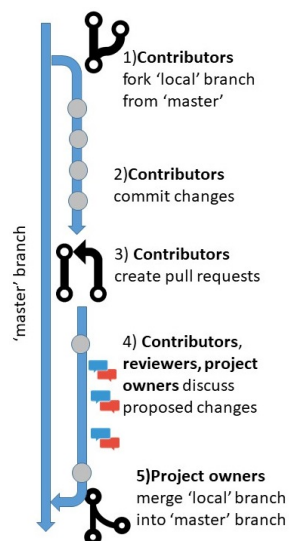 1)Contributors
fork ‘local’ branch
from ‘master’
2)Contributors
commit changes
‘master’ branch
3) Contributors
create pull requests
4) Contributors,
reviewers, project
owners discuss
proposed changes
5)Project owners
merge ‘local’ branch
into ‘master’ branch